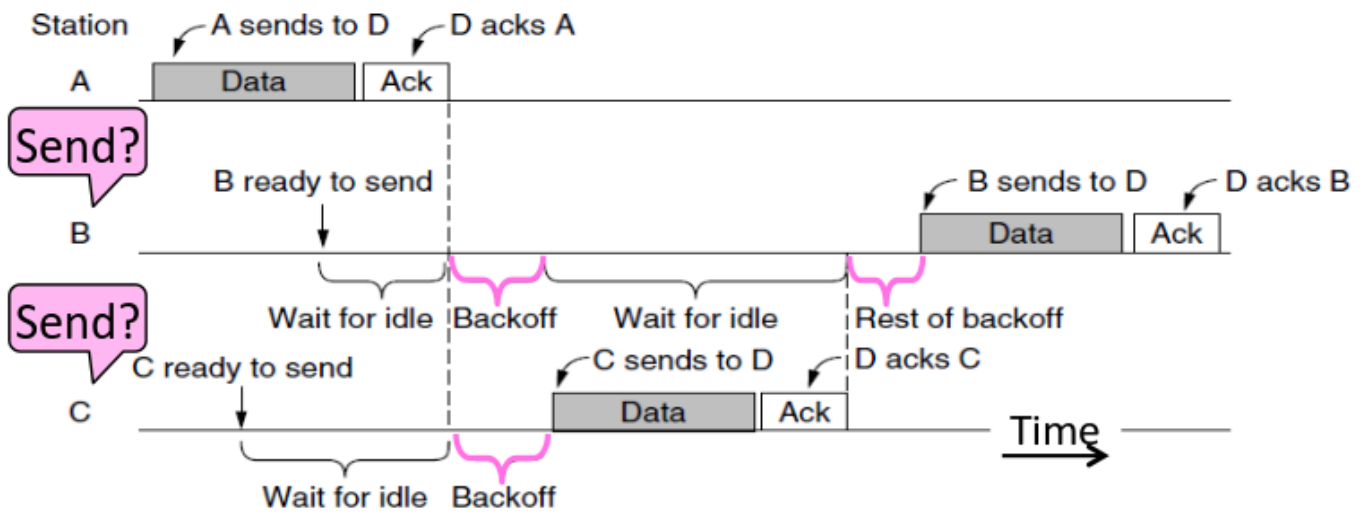 Station
A sends to D
D acks A
A
Data
Ack
Send?
B ready to send
B sends to D
D acks B
B
Data
Ack
Wait for idle
Backoff
Wait for idle
Rest of backoff
Send?
C ready to send
C sends to D
D acks C
C
Data
Ack
Time
Wait for idle
Backoff